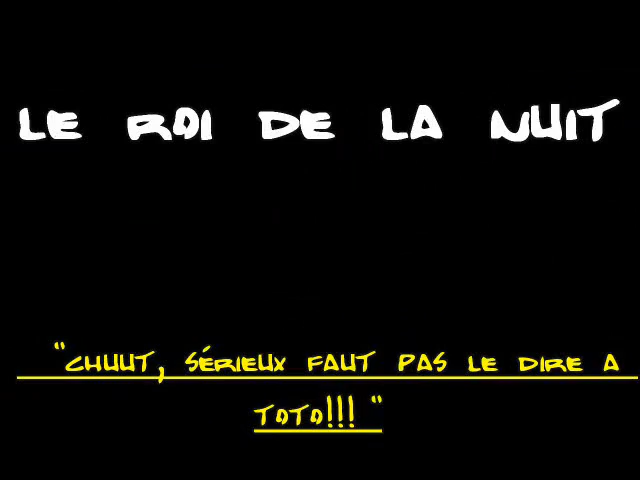 LE ROI DE LA NUIT
"CHUUT, SÉRIEUX FAUT PAS LE DIRE A
TOTO!!! "